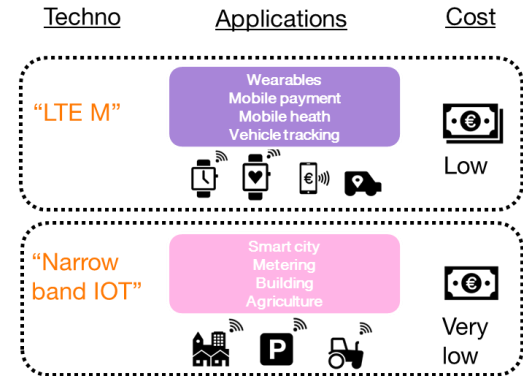 Techno
Applications
Cost
“LTE M”
Wearables
Mobile payment
Mobile heath
Vehicle tracking
€
€
Low
“Narrow
band IOT”
Smart city
Metering
Building
Agriculture
P
€
Very
low